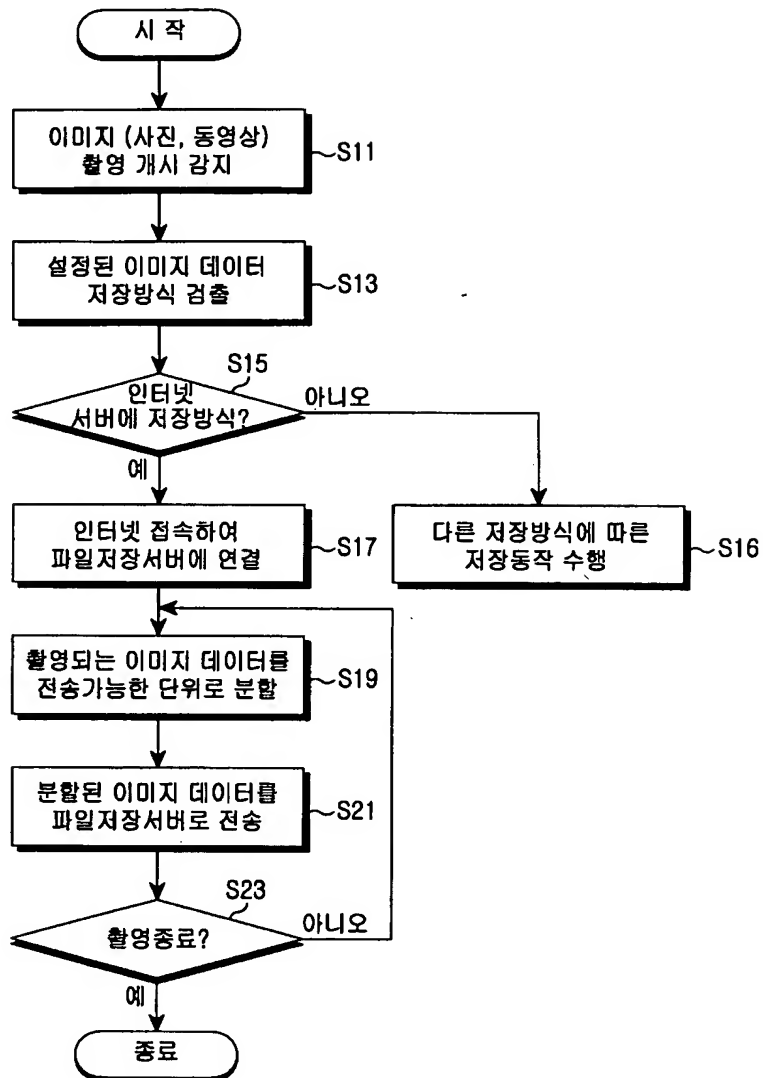 시 작
이미지 (사진, 동영상)
촬영 개시 감지
S11
설정된 이미지 데이터
저장방식 검출
S13
S15
인터넷
서버에 저장방식?
아니오
예
인터넷 접속하여
파일저장서버에 연결
S17
다른 저장방식에 따른
저장동작 수행
S16
촬영되는 이미지 데이터를
전송가능한 단위로 분할
S19
분할된 이미지 데이터를
파일저장서버로 전송
S21
S23
촬영종료?
아니오
예
종료